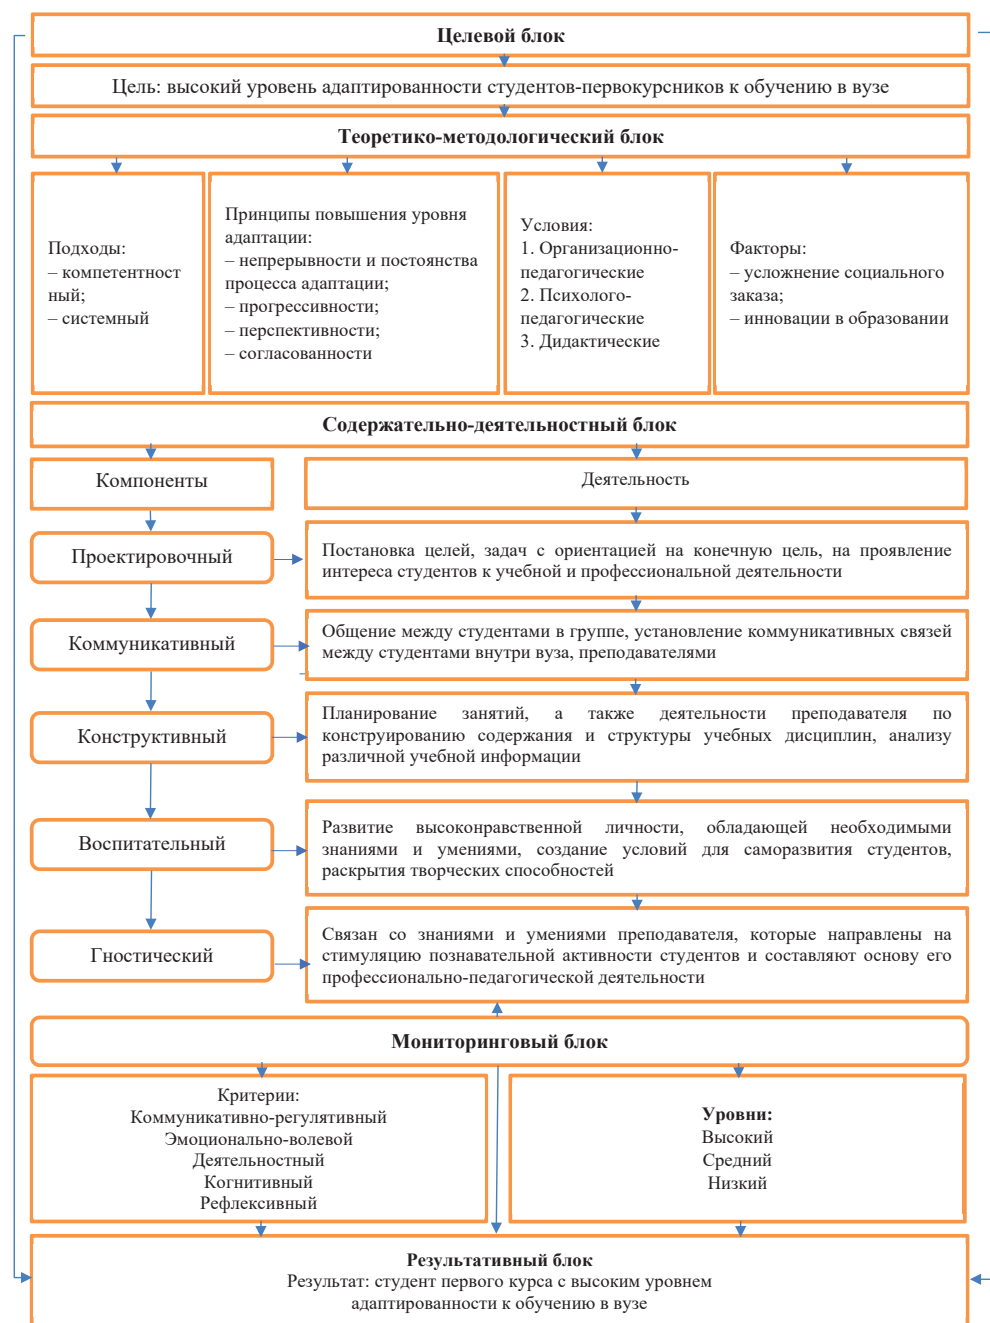 Целевой блок
Цель: высокий уровень адаптированности студентов-первокурсников к обучению в вузе
Теоретико-методологический блок
Подходы:
– компетентност
ный;
– системный
Принципы повышения уровня
адаптации:
– непрерывности и постоянства
процесса адаптации;
– прогрессивности;
– перспективности;
– согласованности
Условия:
1. Организационно-
педагогические
2. Психолого-
педагогические
3. Дидактические
Факторы:
– усложнение социального
заказа;
– инновации в образовании
Содержательно-деятельностный блок
Компоненты
Деятельность
Проектировочный
Постановка целей, задач с ориентацией на конечную цель, на проявление
интереса студентов к учебной и профессиональной деятельности
Коммуникативный
Общение между студентами в группе, установление коммуникативных связей
между студентами внутри вуза, преподавателями
Конструктивный
Планирование занятий, а также деятельности преподавателя по
конструированию содержания и структуры учебных дисциплин, анализу
различной учебной информации
Воспитательный
Развитие высоконравственной личности, обладающей необходимыми
знаниями и умениями, создание условий для саморазвития студентов,
раскрытия творческих способностей
Гностический
Связан со знаниями и умениями преподавателя, которые направлены на
стимуляцию познавательной активности студентов и составляют основу его
профессионально-педагогической деятельности
Мониторинговый блок
Критерии:
Коммуникативно-регулятивный
Эмоционально-волевой
Деятельностный
Когнитивный
Рефлексивный
Уровни:
Высокий
Средний
Низкий
Результативный блок
Результат: студент первого курса с высоким уровнем
адаптированности к обучению в вузе